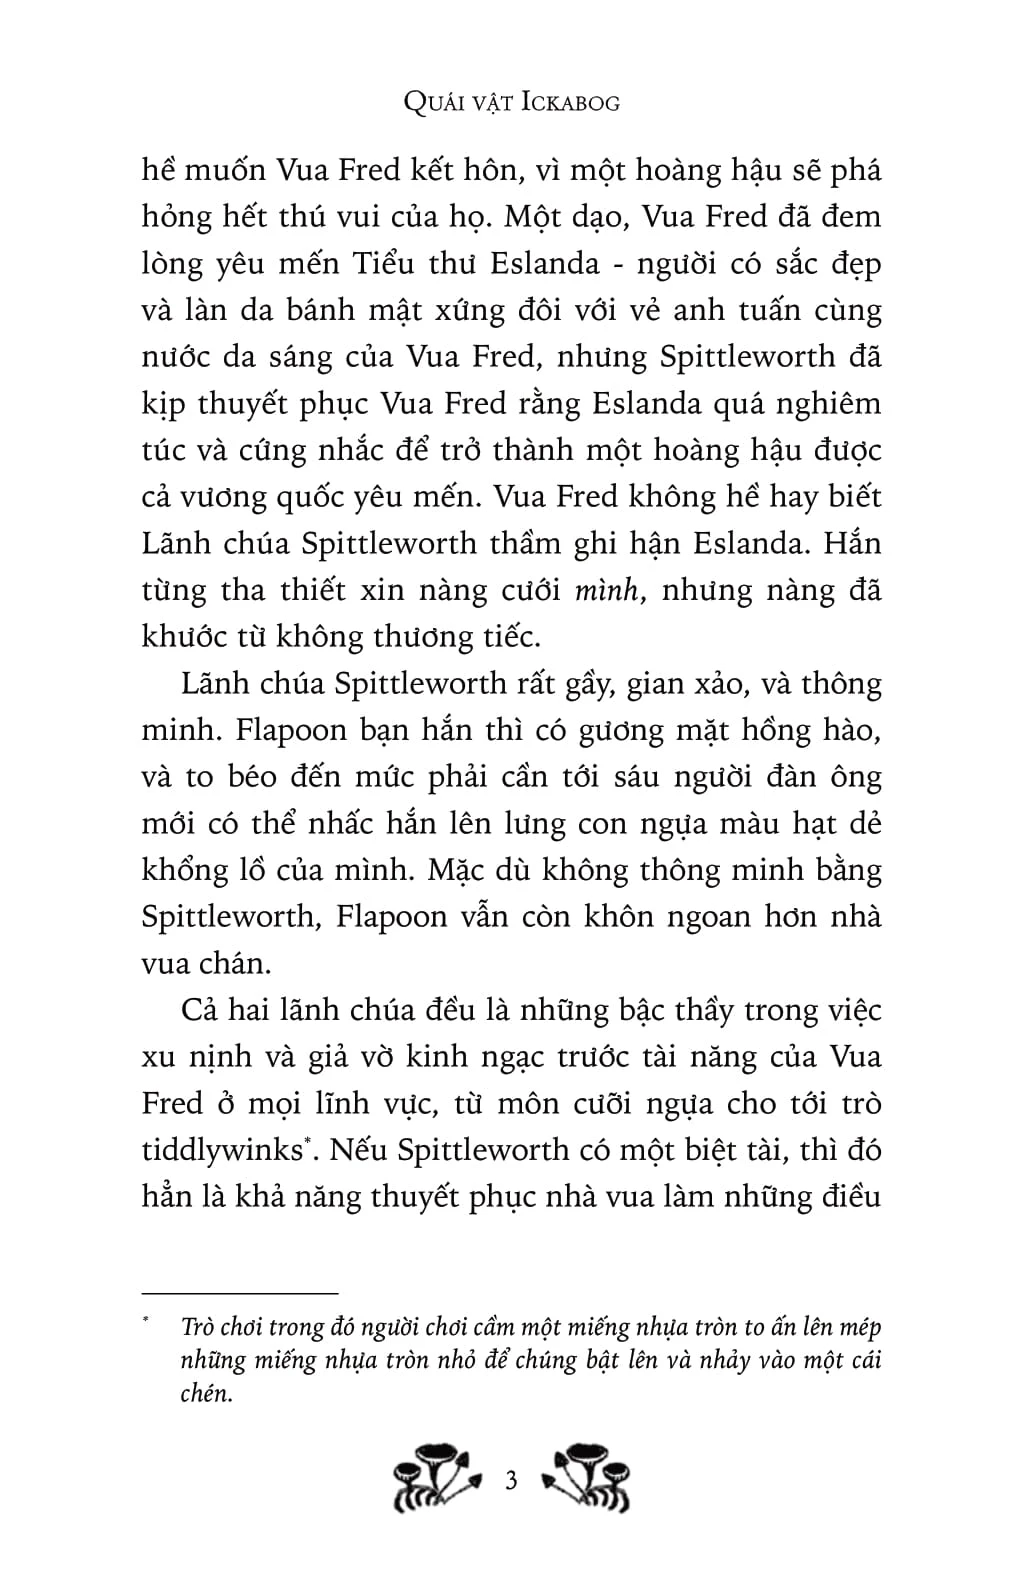 Quái vật Ickabog
hề muốn Vua Fred kết hôn, vì một hoàng hậu sẽ phá
hỏng hết thú vui của họ. Một dạo, Vua Fred đã đem
lòng yêu mến Tiểu thư Eslanda - người có sắc đẹp
và làn da bánh mật xứng đôi với vẻ anh tuấn cùng
nước da sáng của Vua Fred, nhưng Spittleworth đã
kịp thuyết phục Vua Fred rằng Eslanda quá nghiêm
túc và cứng nhắc để trở thành một hoàng hậu được
cả vương quốc yêu mến. Vua Fred không hề hay biết
Lãnh chúa Spittleworth thầm ghi hận Eslanda. Hắn
từng tha thiết xin nàng cưới mình, nhưng nàng đã
khước từ không thương tiếc.
Lãnh chúa Spittleworth rất gầy, gian xảo, và thông
minh. Flapoon bạn hắn thì có gương mặt hồng hào,
và to béo đến mức phải cần tới sáu người đàn ông
mới có thể nhấc hắn lên lưng con ngựa màu hạt dẻ
khổng lồ của mình. Mặc dù không thông minh bằng
Spittleworth, Flapoon vẫn còn khôn ngoan hơn nhà
vua chán.
Cả hai lãnh chúa đều là những bậc thầy trong việc
xu nịnh và giả vờ kinh ngạc trước tài năng của Vua
Fred ở mọi lĩnh vực, từ môn cưỡi ngựa cho tới trò
tiddlywinks*. Nếu Spittleworth có một biệt tài, thì đó
hẳn là khả năng thuyết phục nhà vua làm những điều
* Trò chơi trong đó người chơi cầm một miếng nhựa tròn to ấn lên mép
những miếng nhựa tròn nhỏ để chúng bật lên và nhảy vào một cái
chén.
3